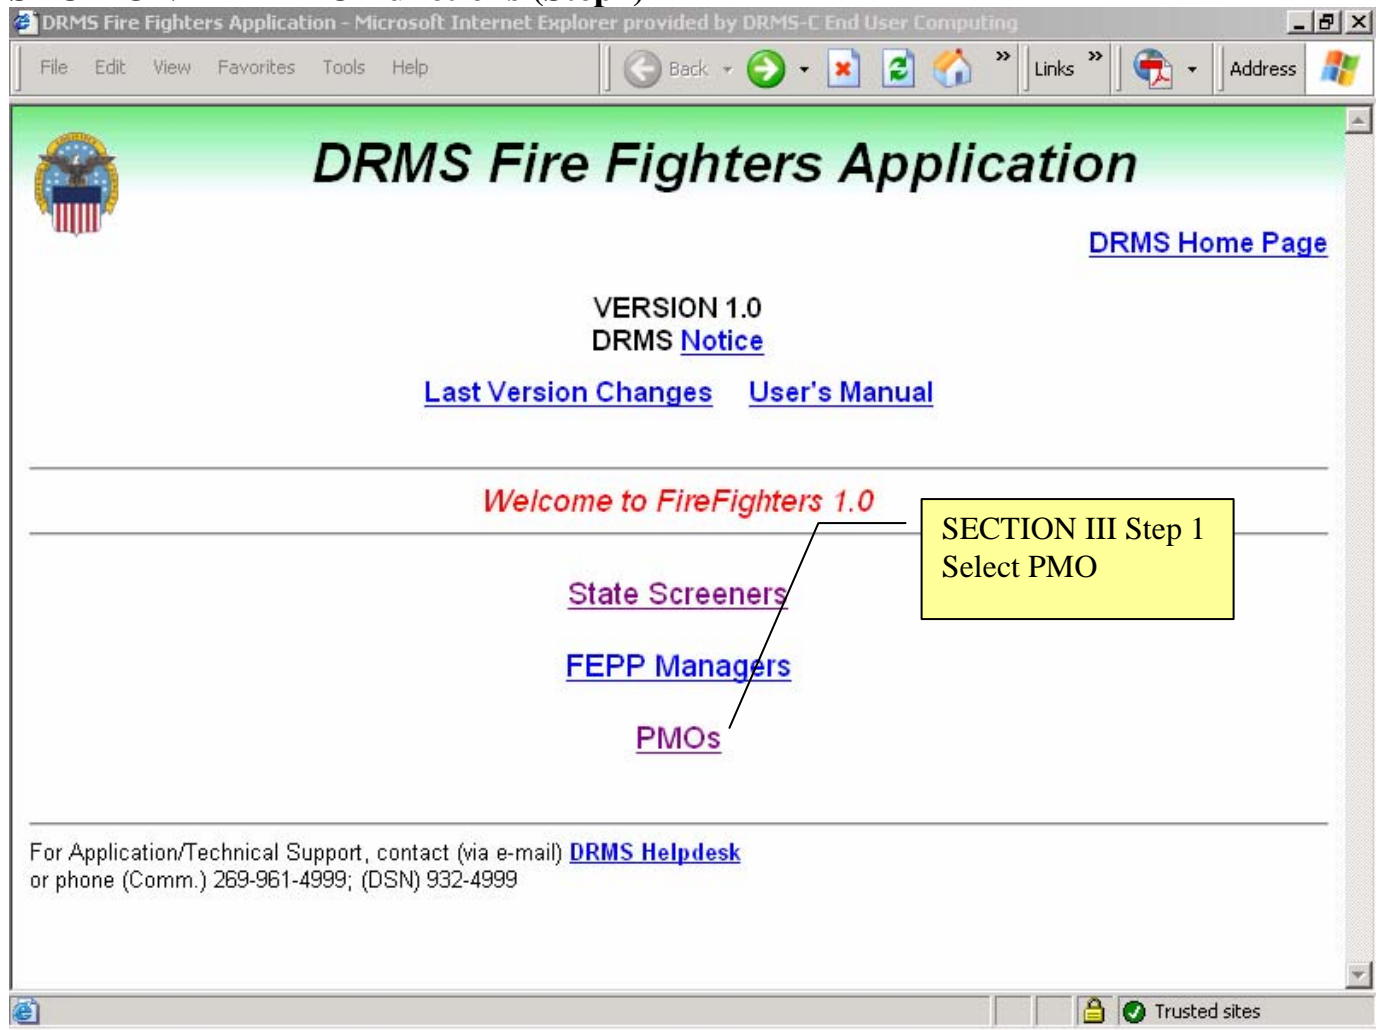 DRMS Fire Fighters Application - Microsoft Internet Explorer provided by DRMS-C End User Computing
File Edit View Favorites Tools Help Back Links Address
DRMS Fire Fighters Application
DRMS Home Page
VERSION 1.0
DRMS Notice
Last Version Changes User's Manual
Welcome to FireFighters 1.0
SECTION III Step 1
Select PMO
State Screeners
FEPP Managers
PMOs
For Application/Technical Support, contact (via e-mail) DRMS Helpdesk
or phone (Comm.) 269-961-4999; (DSN) 932-4999
Trusted sites